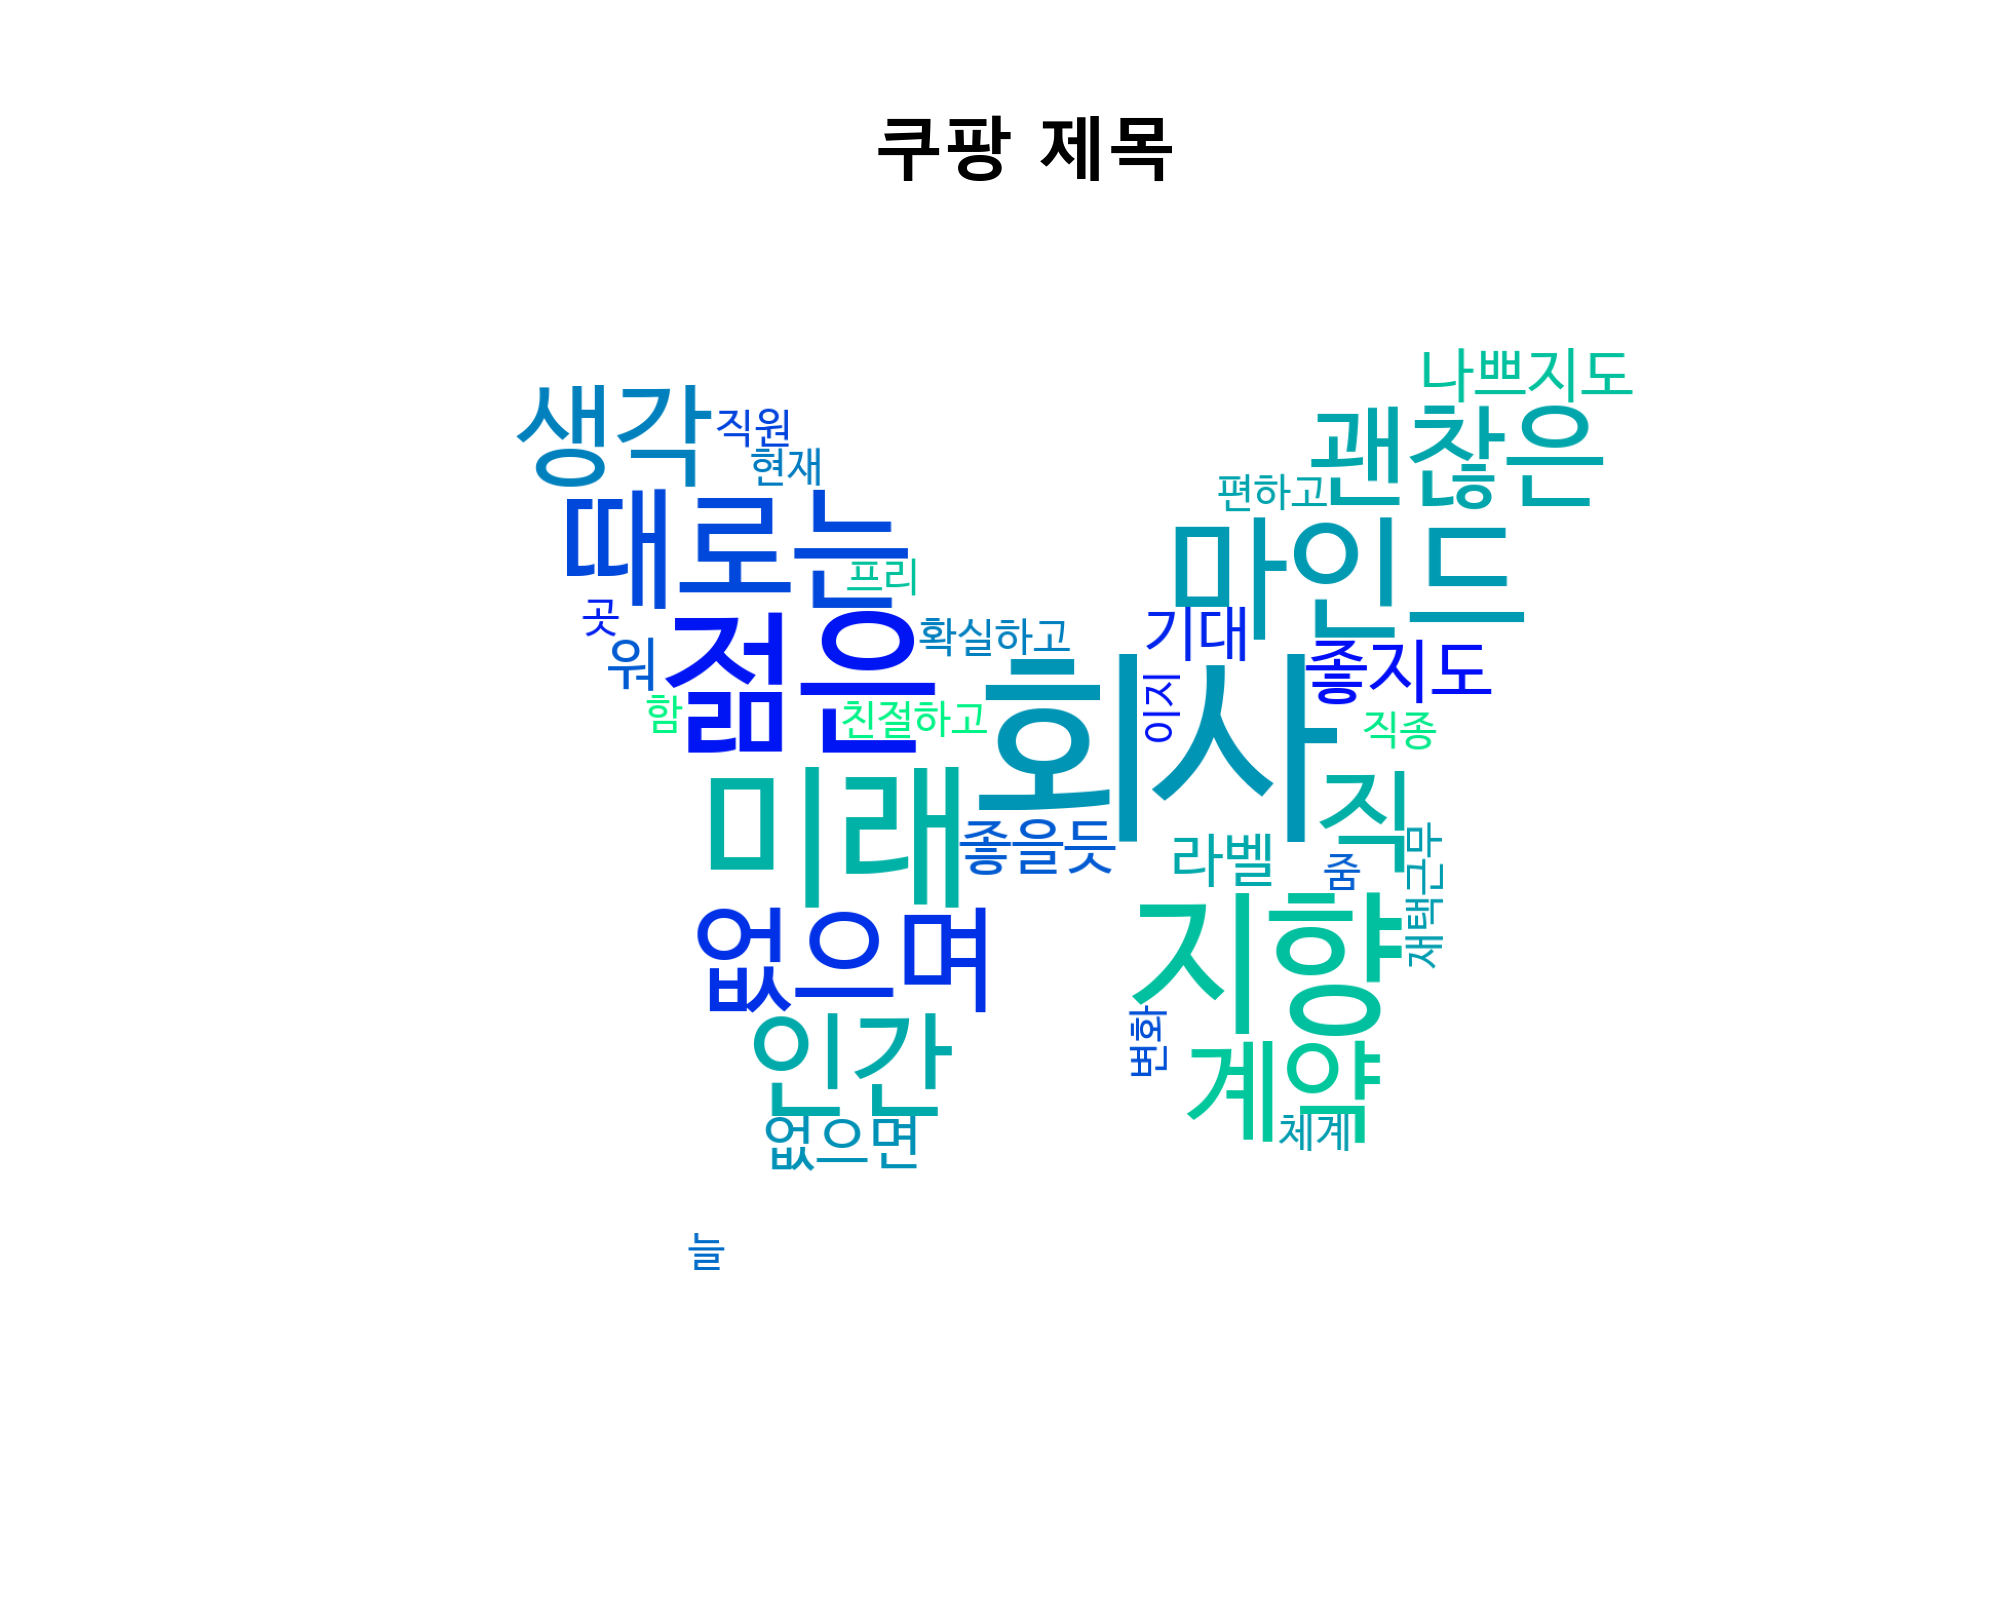 쿠팡 제목
나쁘지도
생각
직원
괜찮은
현재
편하고
때로는
마인드
프리
곳
기대
젊은
확실하고
워
좋지도
회사
이지
함
친절하고
직종
미래
직
좋을듯
라벨
줌
재택근무
지향
없으며
인간
변화
계약
체계
없으면
늘